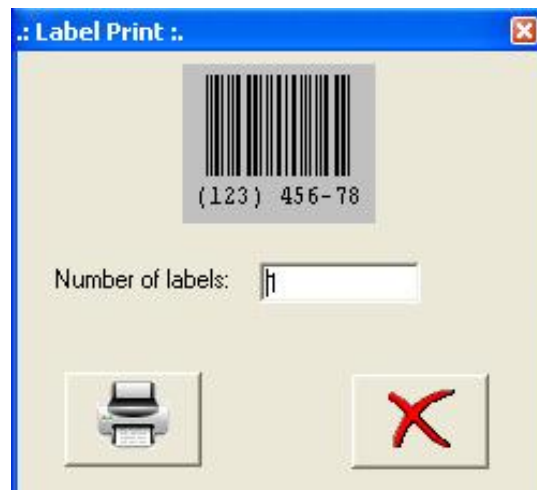 .: Label Print :.
(123) 456-78
Number of labels: 1